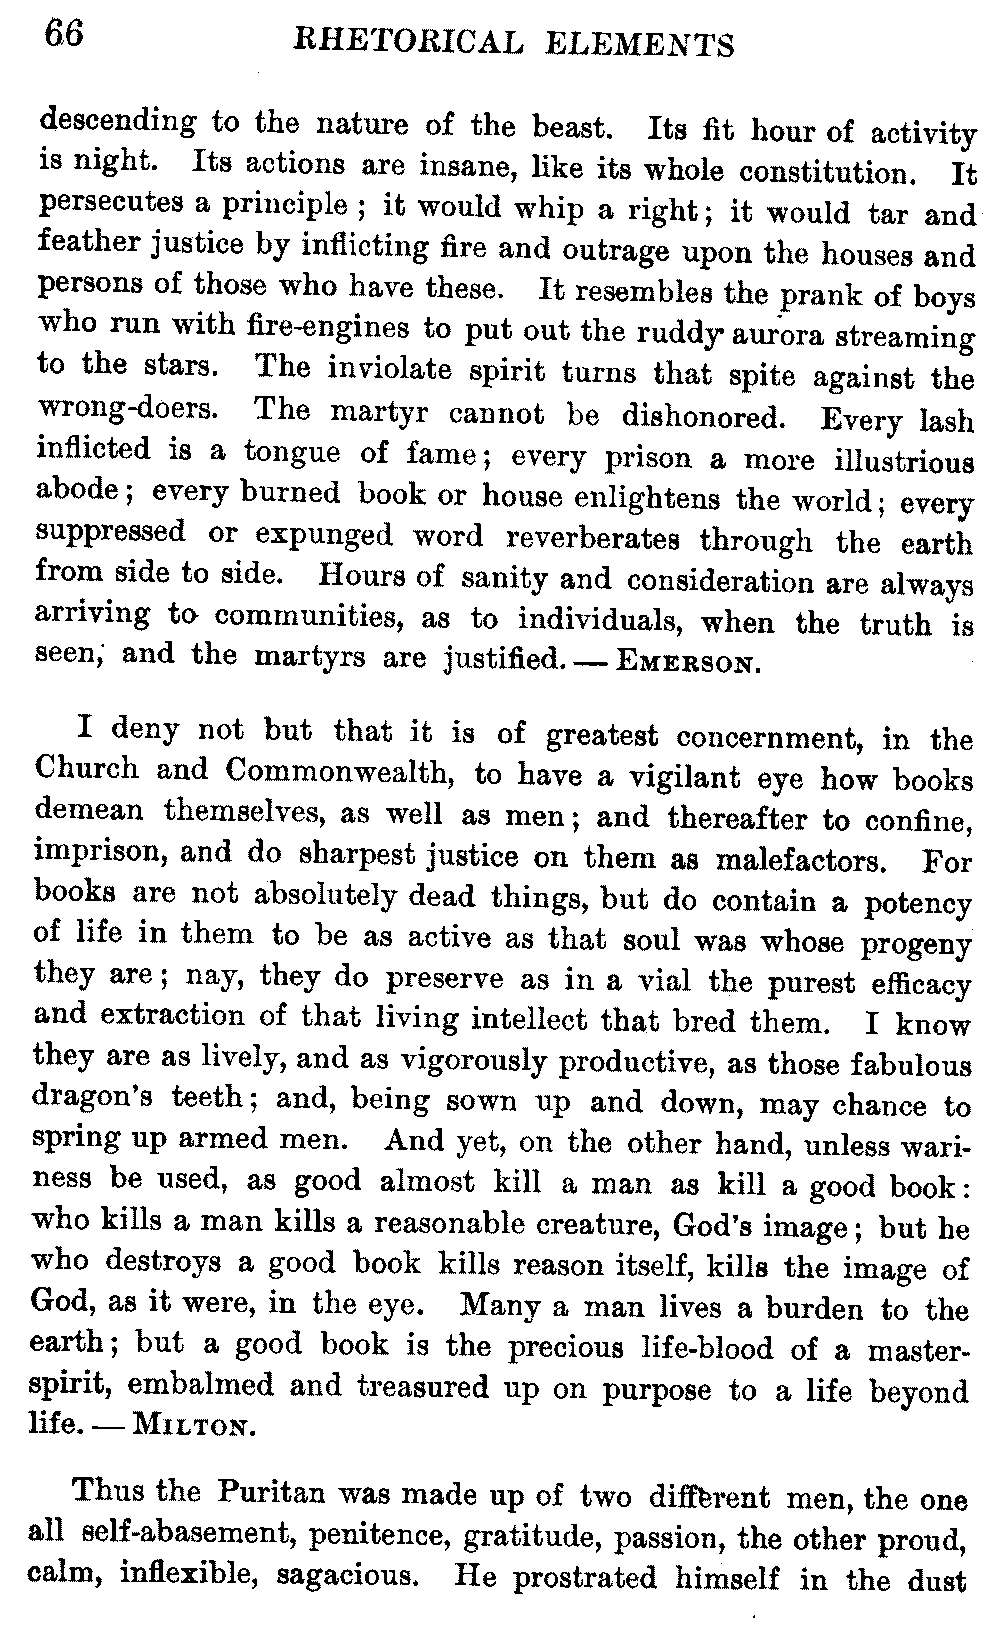 66 RHETORICAL ELEMENTS
descending to the nature of the beast. Its fit hour of activity
is night. Its actions are insane, like its whole constitution. It
persecutes a principle; it would whip a right; it would tar and
feather justice by inflicting fire and outrage upon the houses and
persons of those who have these. It resembles the prank of boys
who run with fire-engines to put out the ruddy aurora streaming
to the stars. The inviolate spirit turns that spite against the
wrong-doers. The martyr cannot be dishonored. Every lash
inflicted is a tongue of fame; every prison a more illustrious
abode; every burned book or house enlightens the world; every
suppressed or expunged word reverberates through the earth
from side to side. Hours of sanity and consideration are always
arriving to communities, as to individuals, when the truth is
seen, and the martyrs are justified. — EMERSON.
I deny not but that it is of greatest concernment, in the
Church and Commonwealth, to have a vigilant eye how books
demean themselves, as well as men; and thereafter to confine,
imprison, and do sharpest justice on them as malefactors. For
books are not absolutely dead things, but do contain a potency
of life in them to be as active as that soul was whose progeny
they are; nay, they do preserve as in a vial the purest efficacy
and extraction of that living intellect that bred them. I know
they are as lively, and as vigorously productive, as those fabulous
dragon's teeth; and, being sown up and down, may chance to
spring up armed men. And yet, on the other hand, unless wari-
ness be used, as good almost kill a man as kill a good book:
who kills a man kills a reasonable creature, God's image; but he
who destroys a good book kills reason itself, kills the image of
God, as it were, in the eye. Many a man lives a burden to the
earth; but a good book is the precious life-blood of a master-
spirit, embalmed and treasured up on purpose to a life beyond
life. — MILTON.
Thus the Puritan was made up of two different men, the one
all self-abasement, penitence, gratitude, passion, the other proud,
calm, inflexible, sagacious. He prostrated himself in the dust